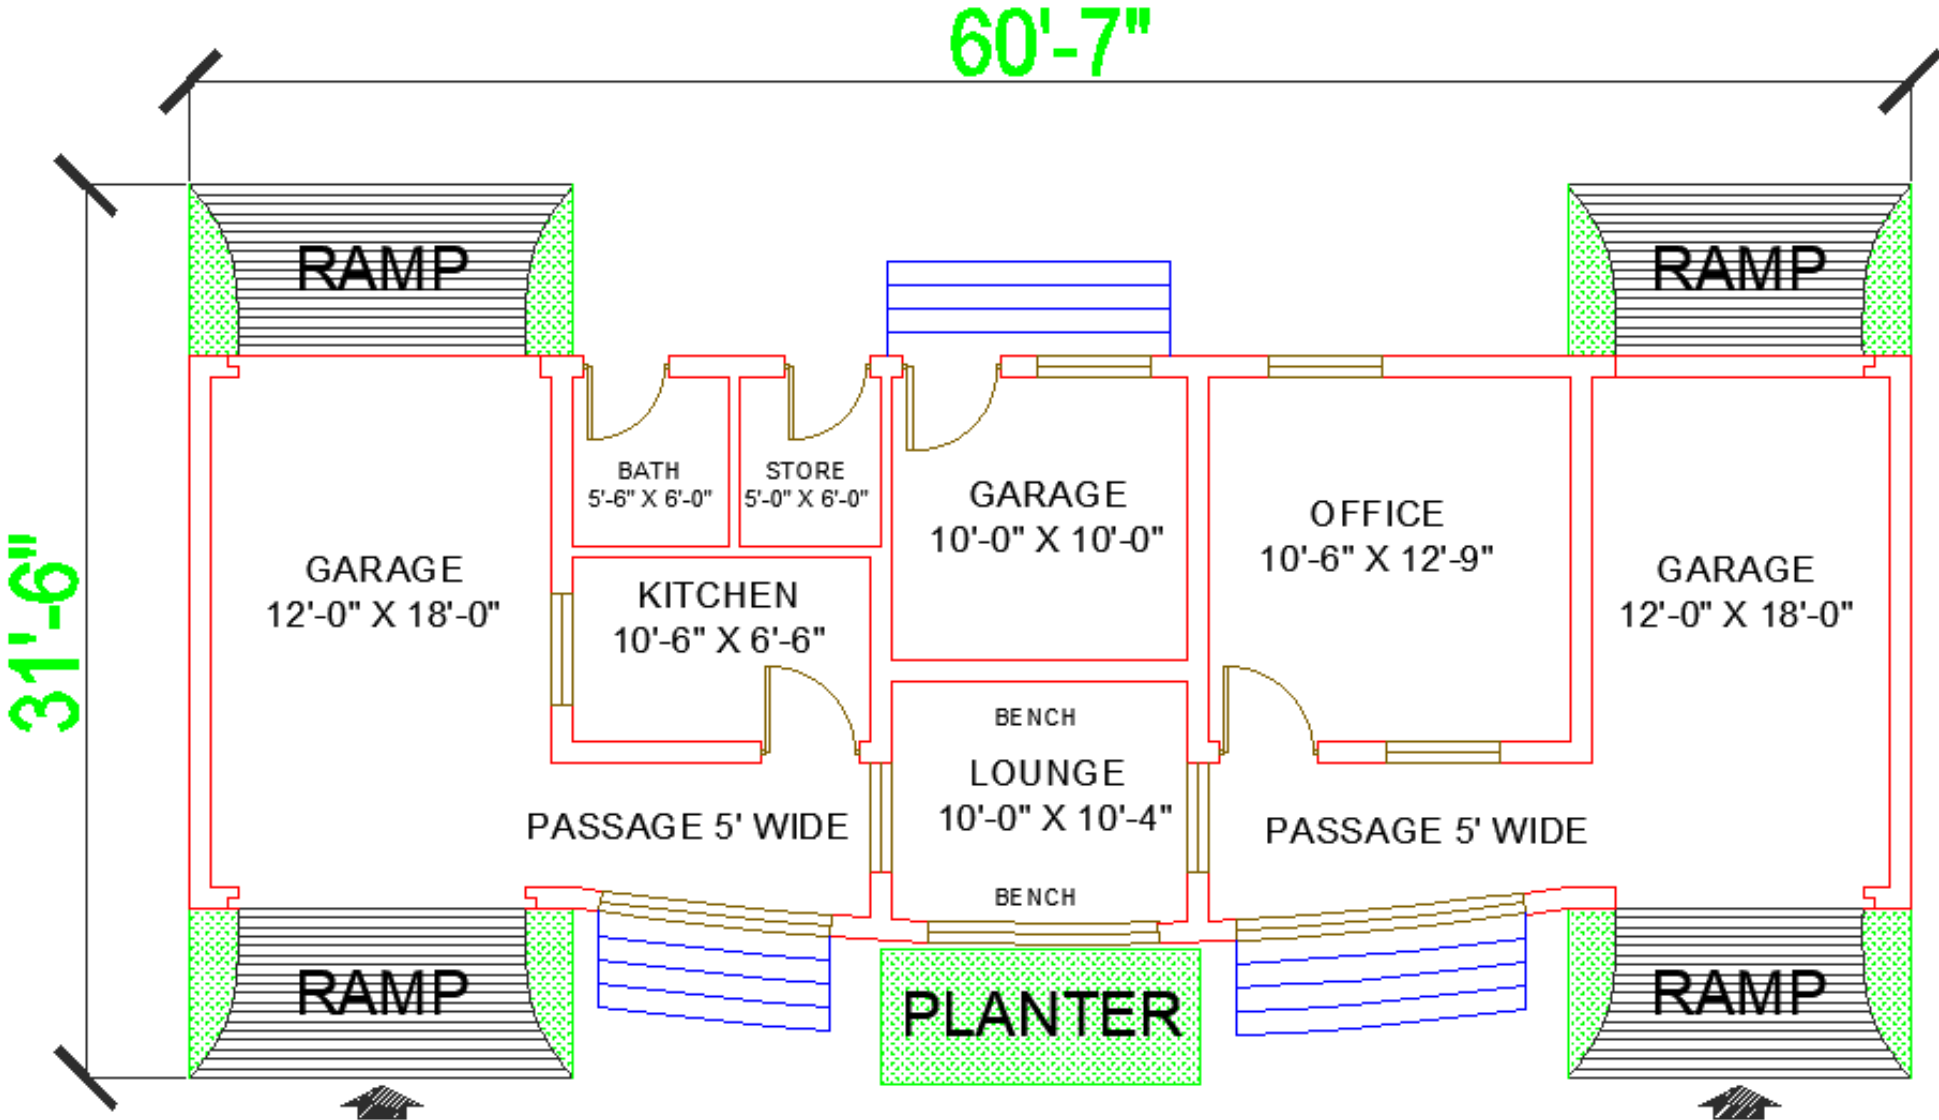 60'-7"
31'-6"
RAMP
RAMP
BATH
5'-6" X 6'-0"
STORE
5'-0" X 6'-0"
GARAGE
10'-0" X 10'-0"
OFFICE
10'-6" X 12'-9"
GARAGE
12'-0" X 18'-0"
KITCHEN
10'-6" X 6'-6"
GARAGE
12'-0" X 18'-0"
BENCH
LOUNGE
10'-0" X 10'-4"
BENCH
PASSAGE 5' WIDE
PASSAGE 5' WIDE
RAMP
PLANTER
RAMP